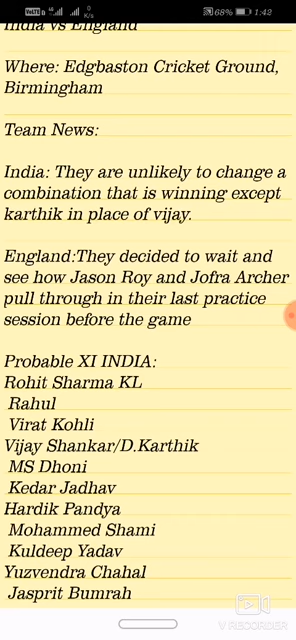 VoLTE 68% 1:42
0
K/s
India vs England
Where: Edgbaston Cricket Ground,
Birmingham
Team News:
India: They are unlikely to change a
combination that is winning except
karthik in place of vijay.
England:They decided to wait and
see how Jason Roy and Jofra Archer
pull through in their last practice
session before the game
Probable XI INDIA:
Rohit Sharma KL
Rahul
Virat Kohli
Vijay Shankar/D.Karthik
MS Dhoni
Kedar Jadhav
Hardik Pandya
Mohammed Shami
Kuldeep Yadav
Yuzvendra Chahal
Jasprit Bumrah
V RECORDER